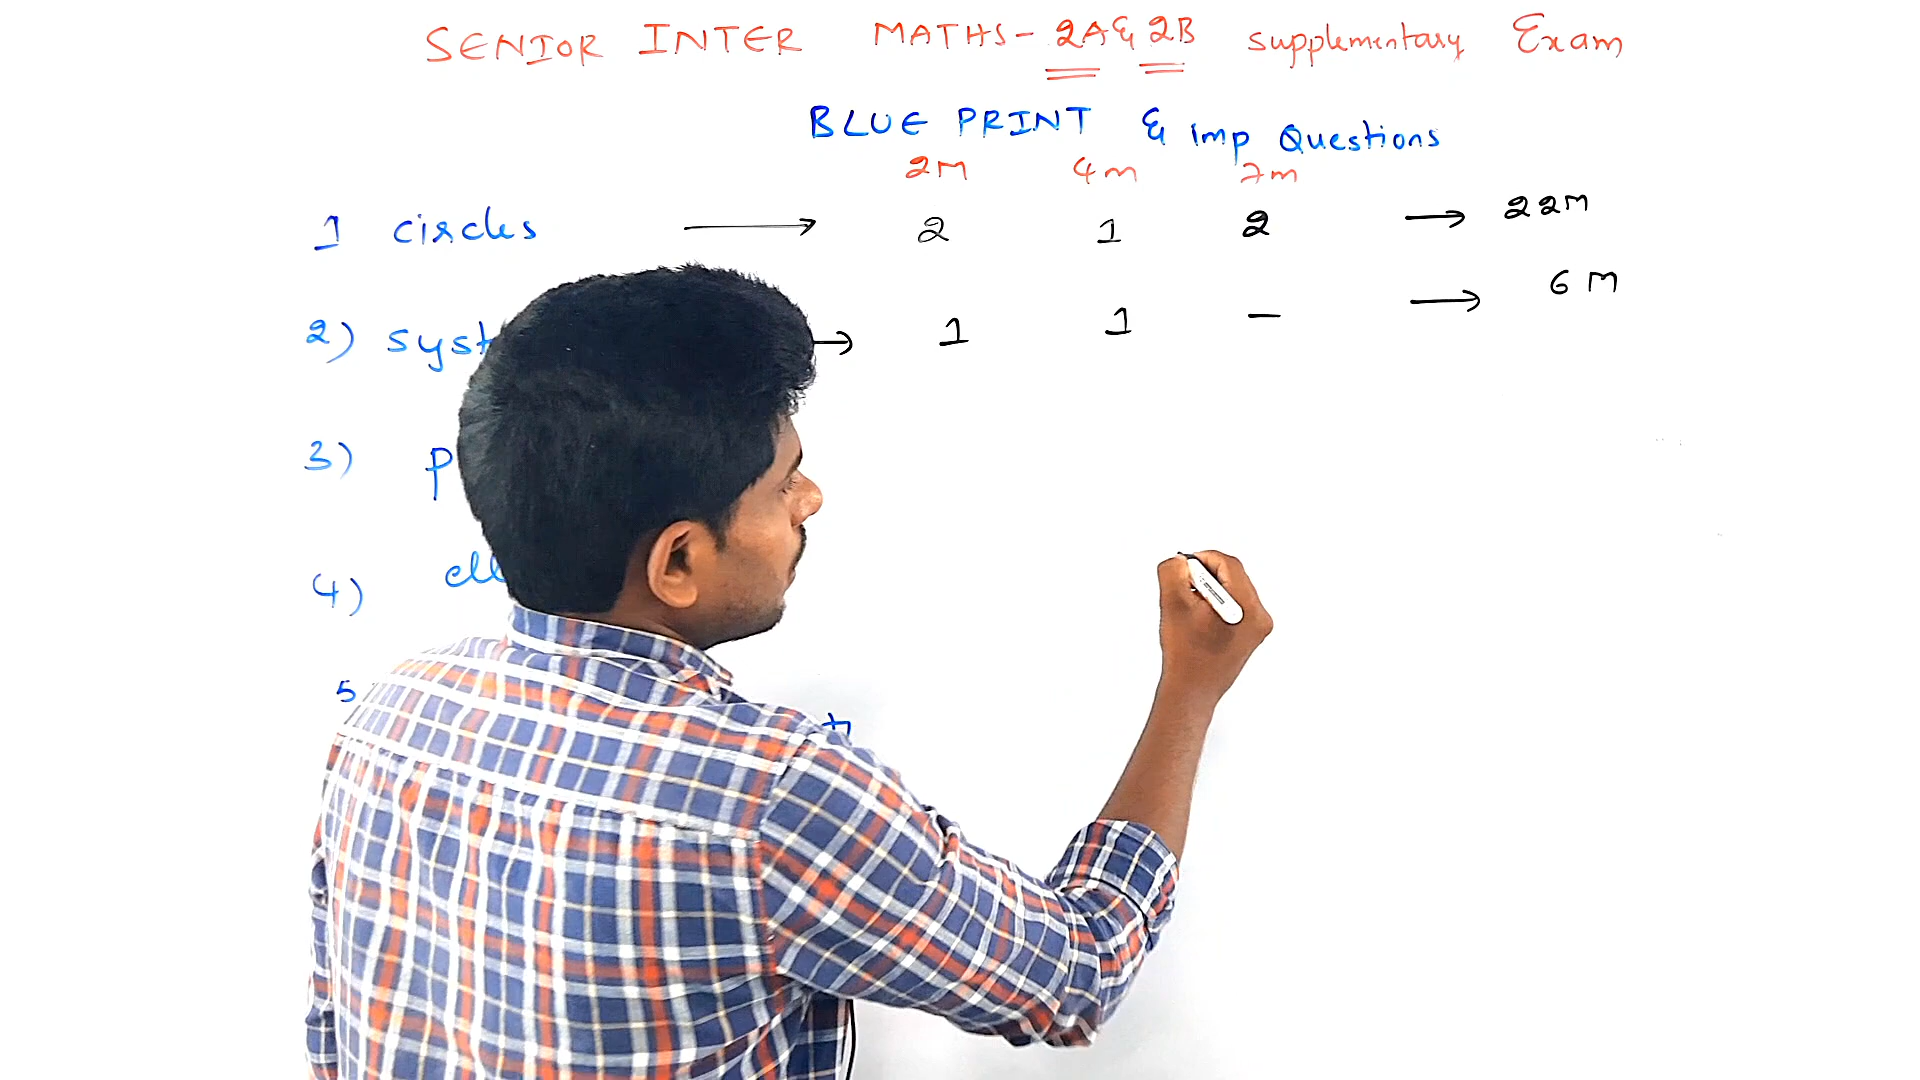 SENIOR INTER MATHS - 2A & 2B supplementary Exam
BLUE PRINT & imp Questions
2M 4m 7m
1 circles → 2 1 2 → 22M
2) syst → 1 1 - → 6 M
3) p
4) ell
5